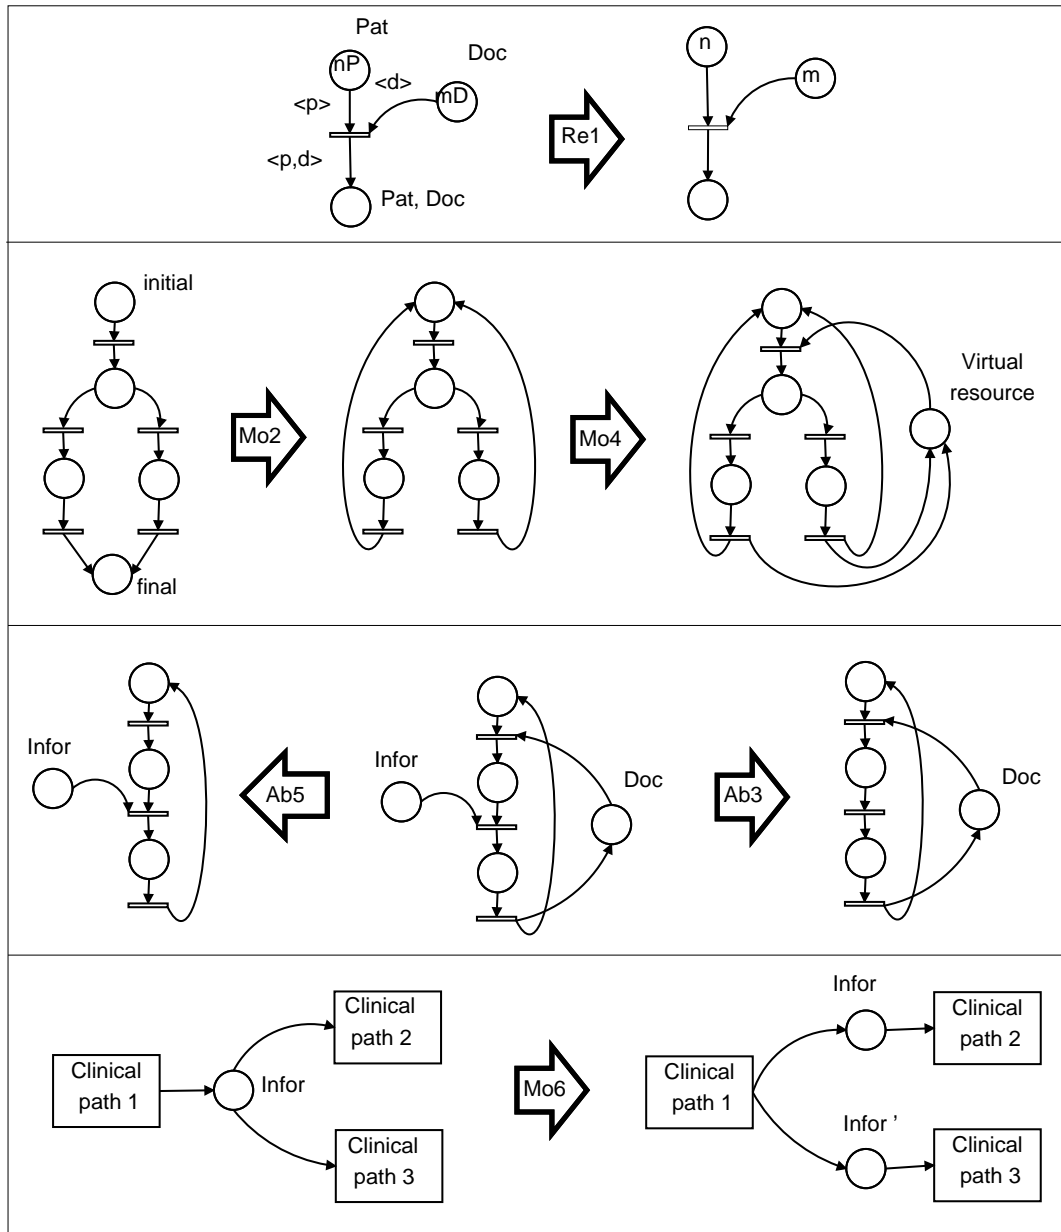 Pat
nP
<d>
Doc
mD
<p>
<p,d>
Pat, Doc
Re1
n
m
initial
final
Mo2
Mo4
Virtual
resource
Infor
Ab5
Infor
Doc
Ab3
Doc
Clinical
path 1
Infor
Clinical
path 2
Clinical
path 3
Mo6
Clinical
path 1
Infor
Clinical
path 2
Infor ’
Clinical
path 3